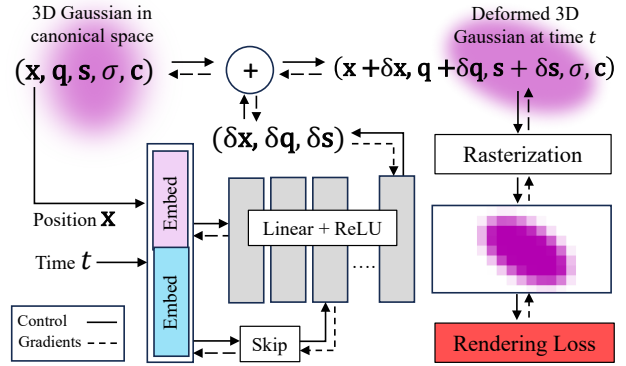 3D Gaussian in
canonical space
Deformed 3D
Gaussian at time t
(x, q, s, σ, c)
+
(x +δx, q +δq, s + δs, σ, c)
(δx, δq, δs)
Rasterization
Embed
Linear + ReLU
Position x
Time t
....
Embed
Control
Gradients
Skip
Rendering Loss